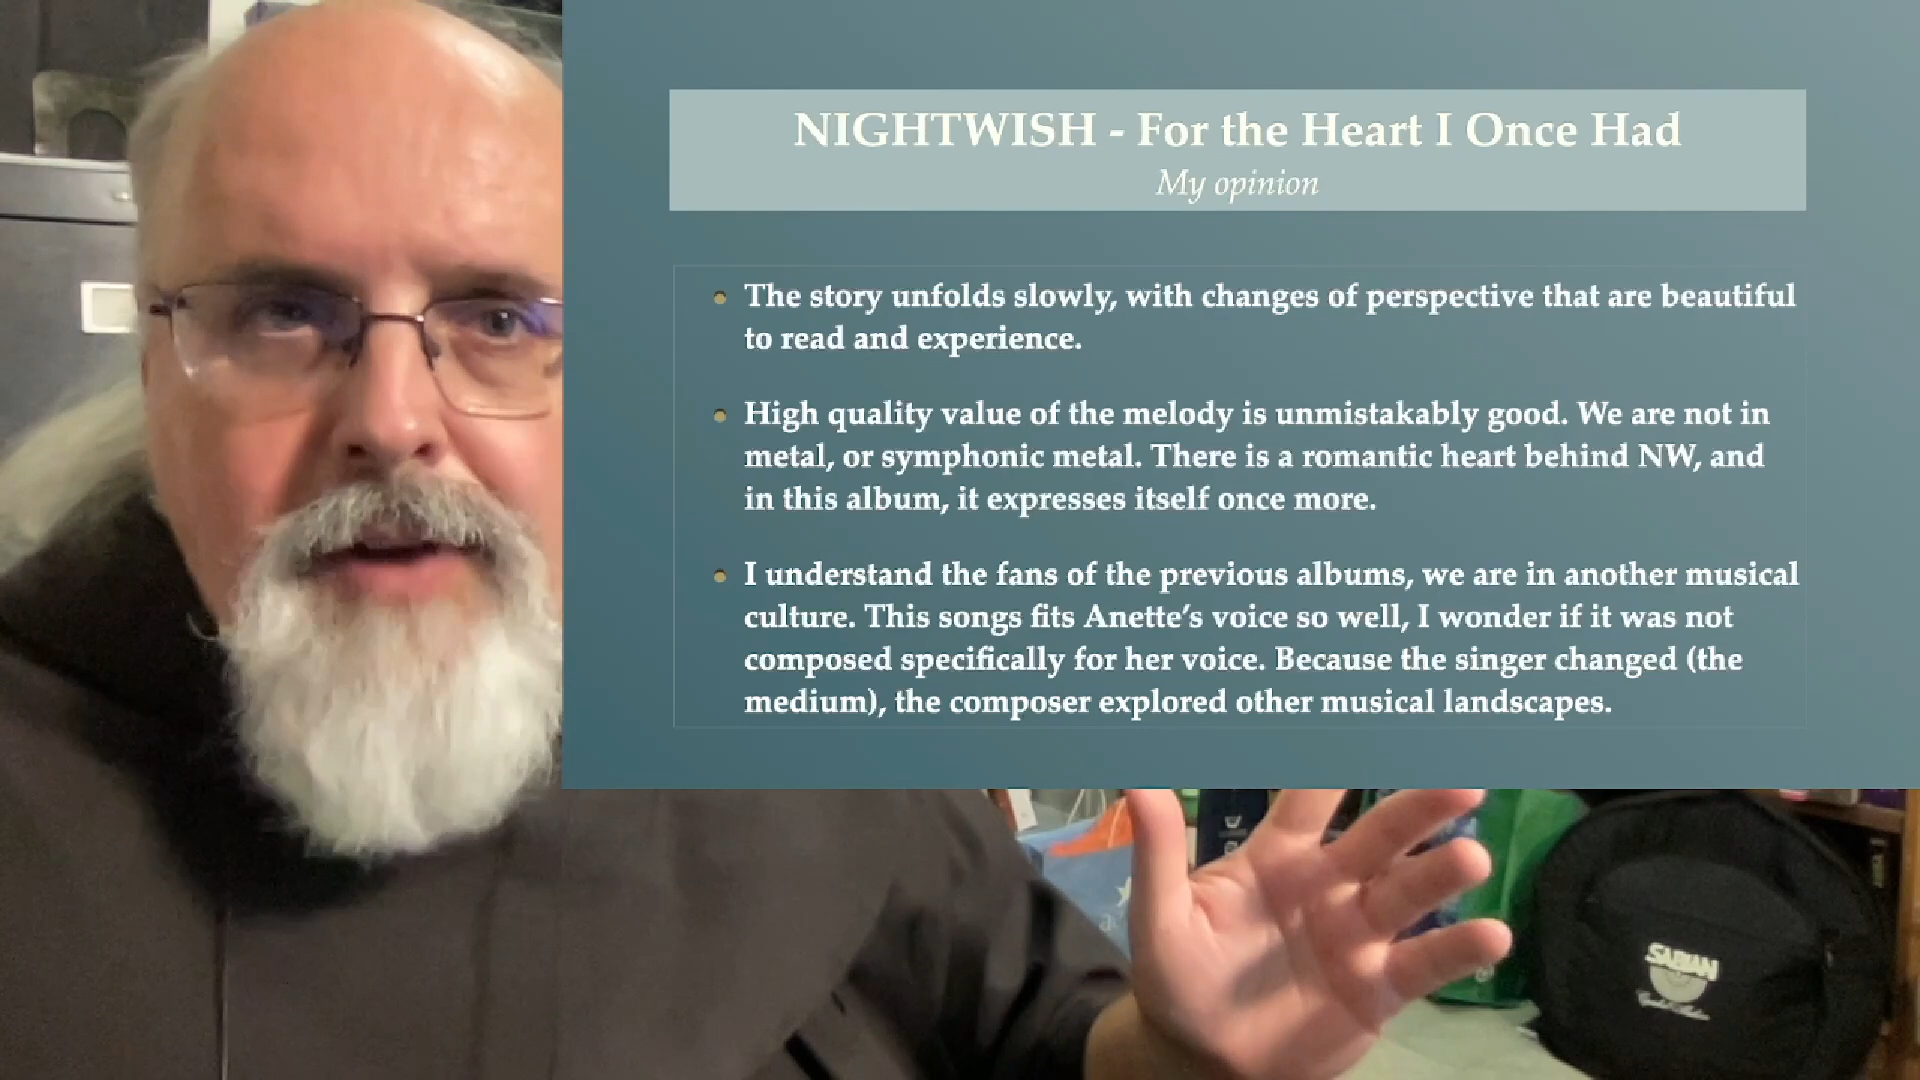 NIGHTWISH - For the Heart I Once Had
My opinion
The story unfolds slowly, with changes of perspective that are beautiful
to read and experience.
High quality value of the melody is unmistakably good. We are not in
metal, or symphonic metal. There is a romantic heart behind NW, and
in this album, it expresses itself once more.
I understand the fans of the previous albums, we are in another musical
culture. This songs fits Anette's voice so well, I wonder if it was not
composed specifically for her voice. Because the singer changed (the
medium), the composer explored other musical landscapes.
SABIAN